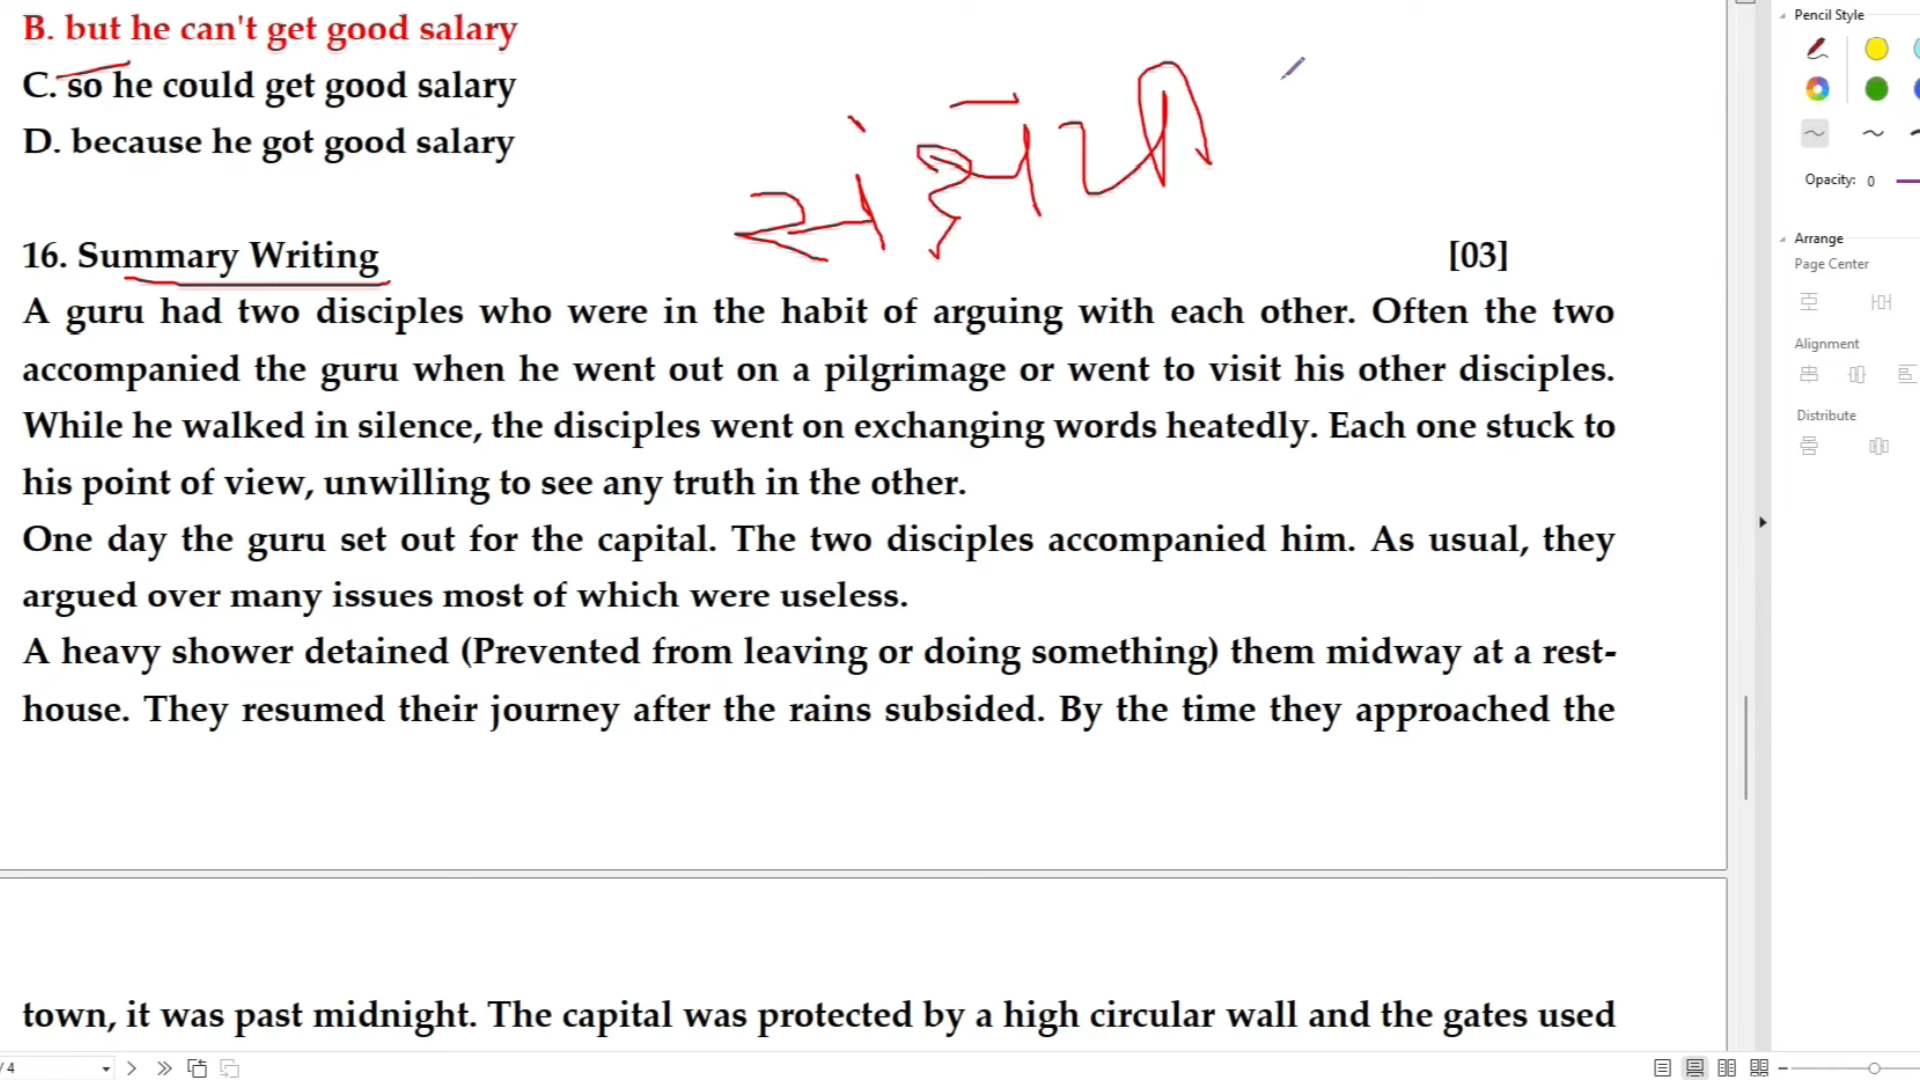 B. but he can't get good salary
C. so he could get good salary
D. because he got good salary
16. Summary Writing [03]
A guru had two disciples who were in the habit of arguing with each other. Often the two
accompanied the guru when he went out on a pilgrimage or went to visit his other disciples.
While he walked in silence, the disciples went on exchanging words heatedly. Each one stuck to
his point of view, unwilling to see any truth in the other.
One day the guru set out for the capital. The two disciples accompanied him. As usual, they
argued over many issues most of which were useless.
A heavy shower detained (Prevented from leaving or doing something) them midway at a rest-
house. They resumed their journey after the rains subsided. By the time they approached the
town, it was past midnight. The capital was protected by a high circular wall and the gates used
Pencil Style
Opacity: 0
Arrange
Page Center
Alignment
Distribute
/4